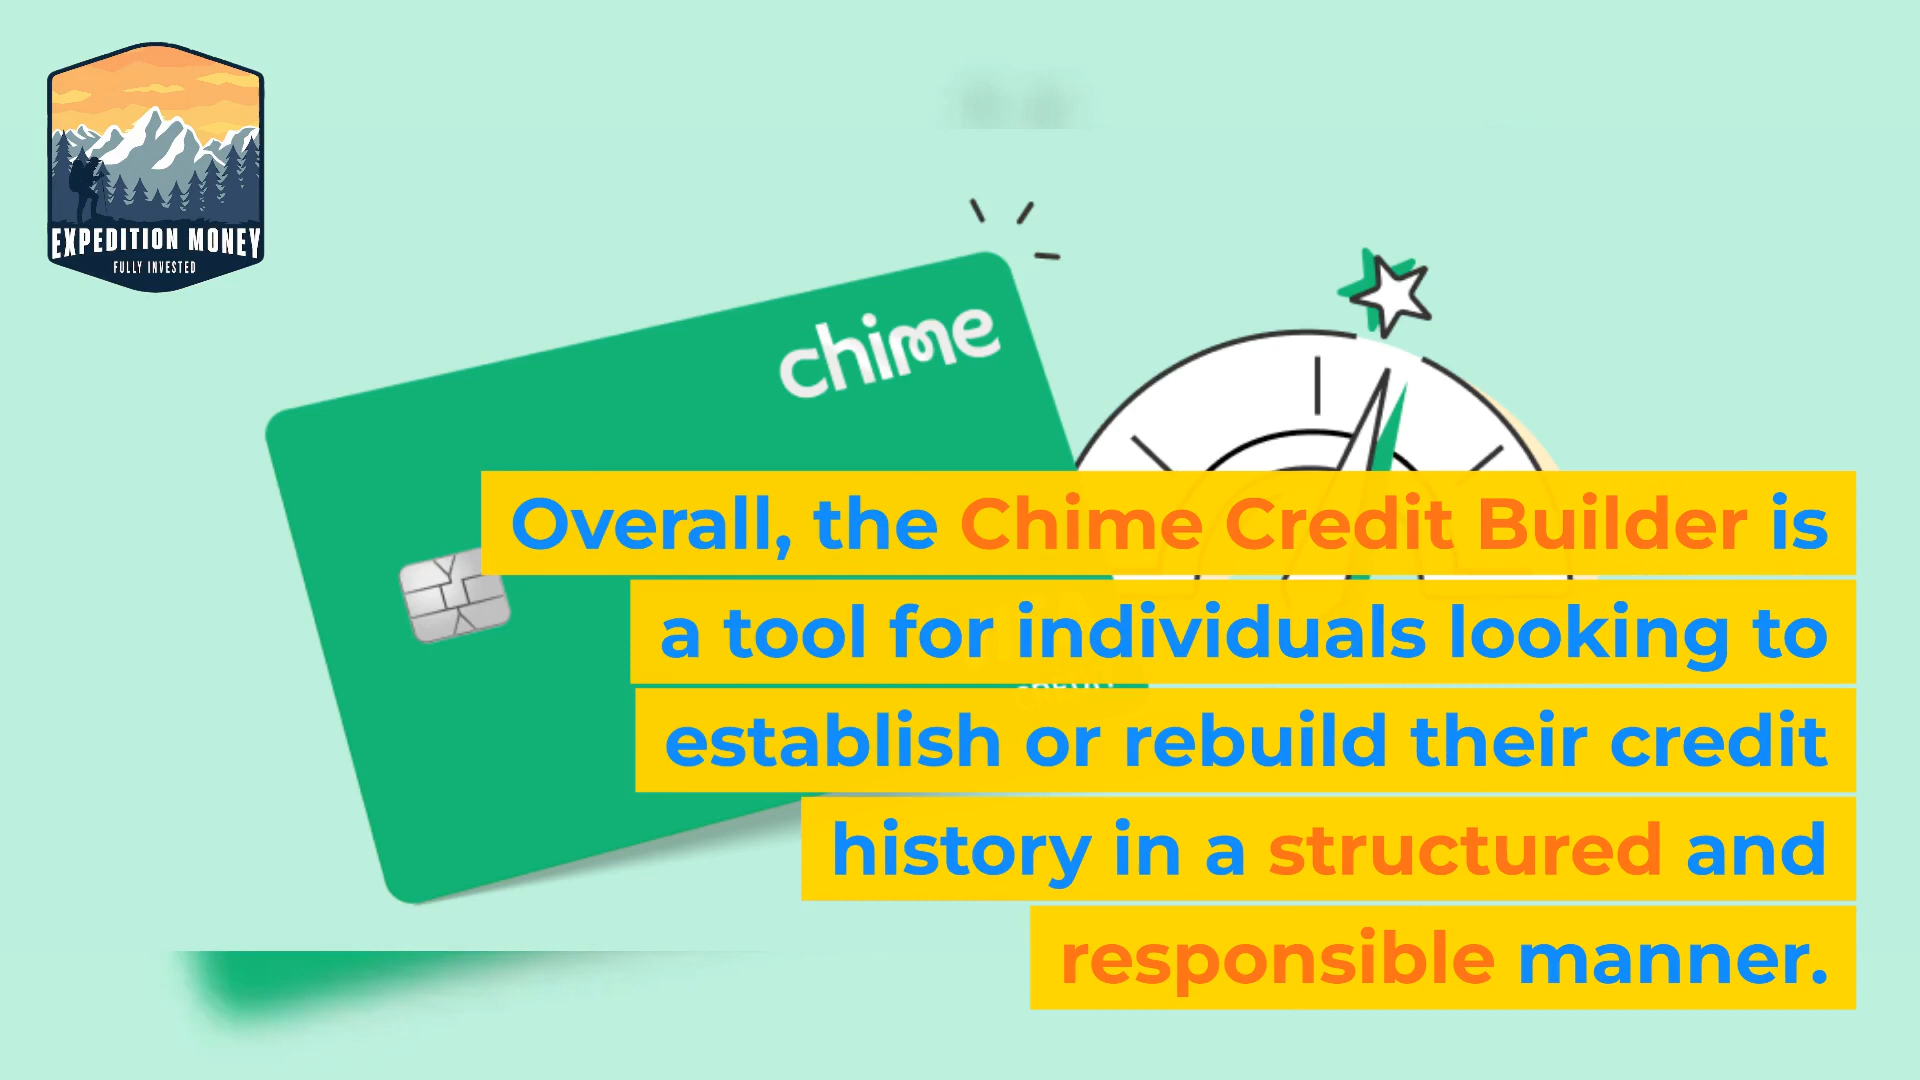 EXPEDITION MONEY
FULLY INVESTED
chime
Overall, the Chime Credit Builder is
a tool for individuals looking to
establish or rebuild their credit
history in a structured and
responsible manner.